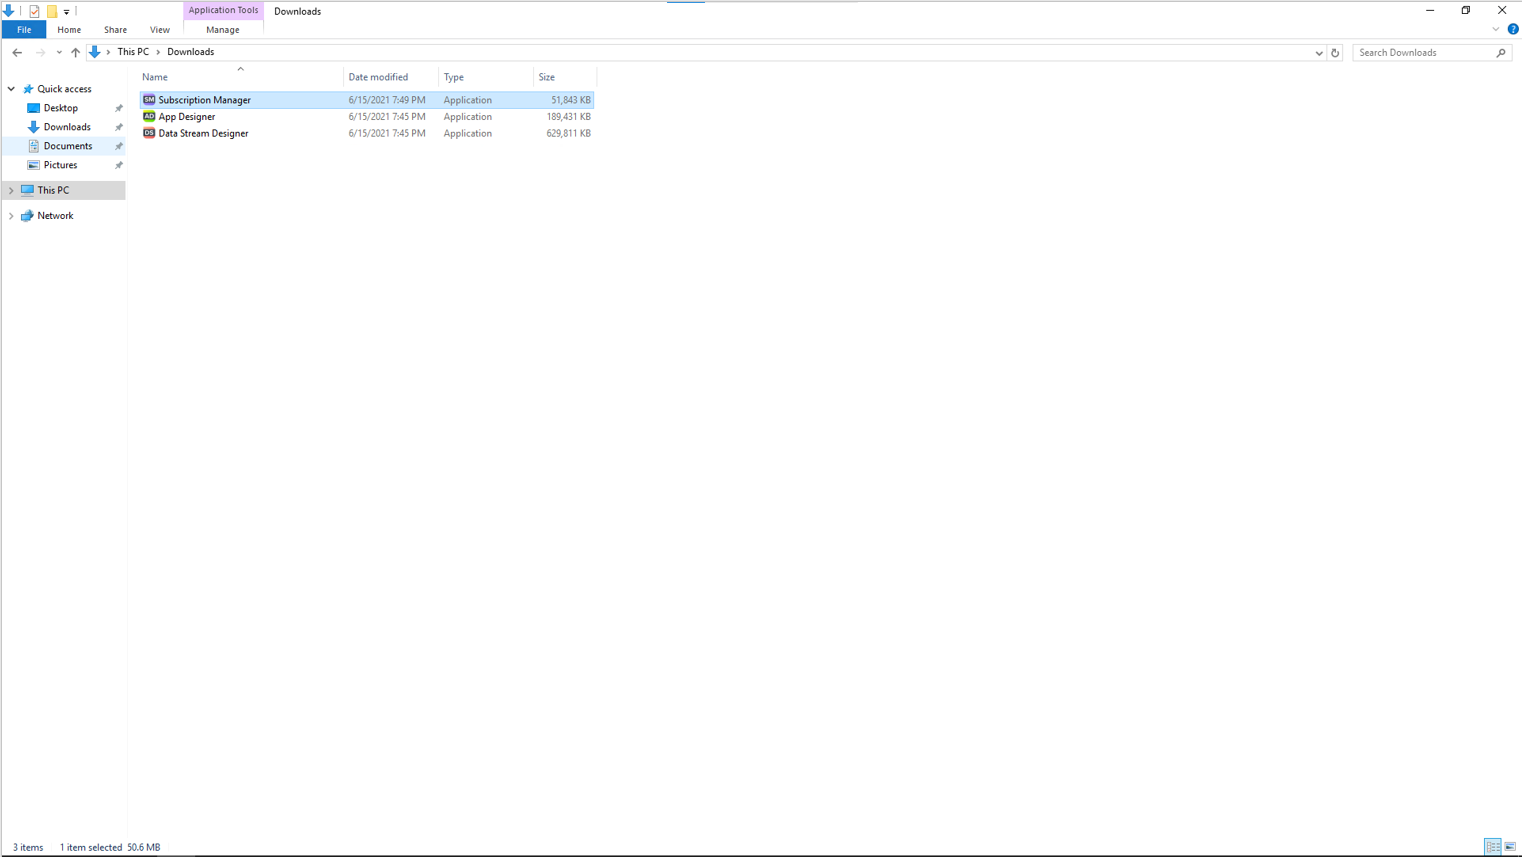 Application Tools Downloads
File Home Share View Manage
This PC Downloads Search Downloads
Name Date modified Type Size
Quick access
Desktop
Downloads
Documents
Pictures
This PC
Network
SM Subscription Manager 6/15/2021 7:49 PM Application 51,843 KB
AD App Designer 6/15/2021 7:45 PM Application 189,431 KB
DS Data Stream Designer 6/15/2021 7:45 PM Application 629,811 KB
3 items 1 item selected 50.6 MB